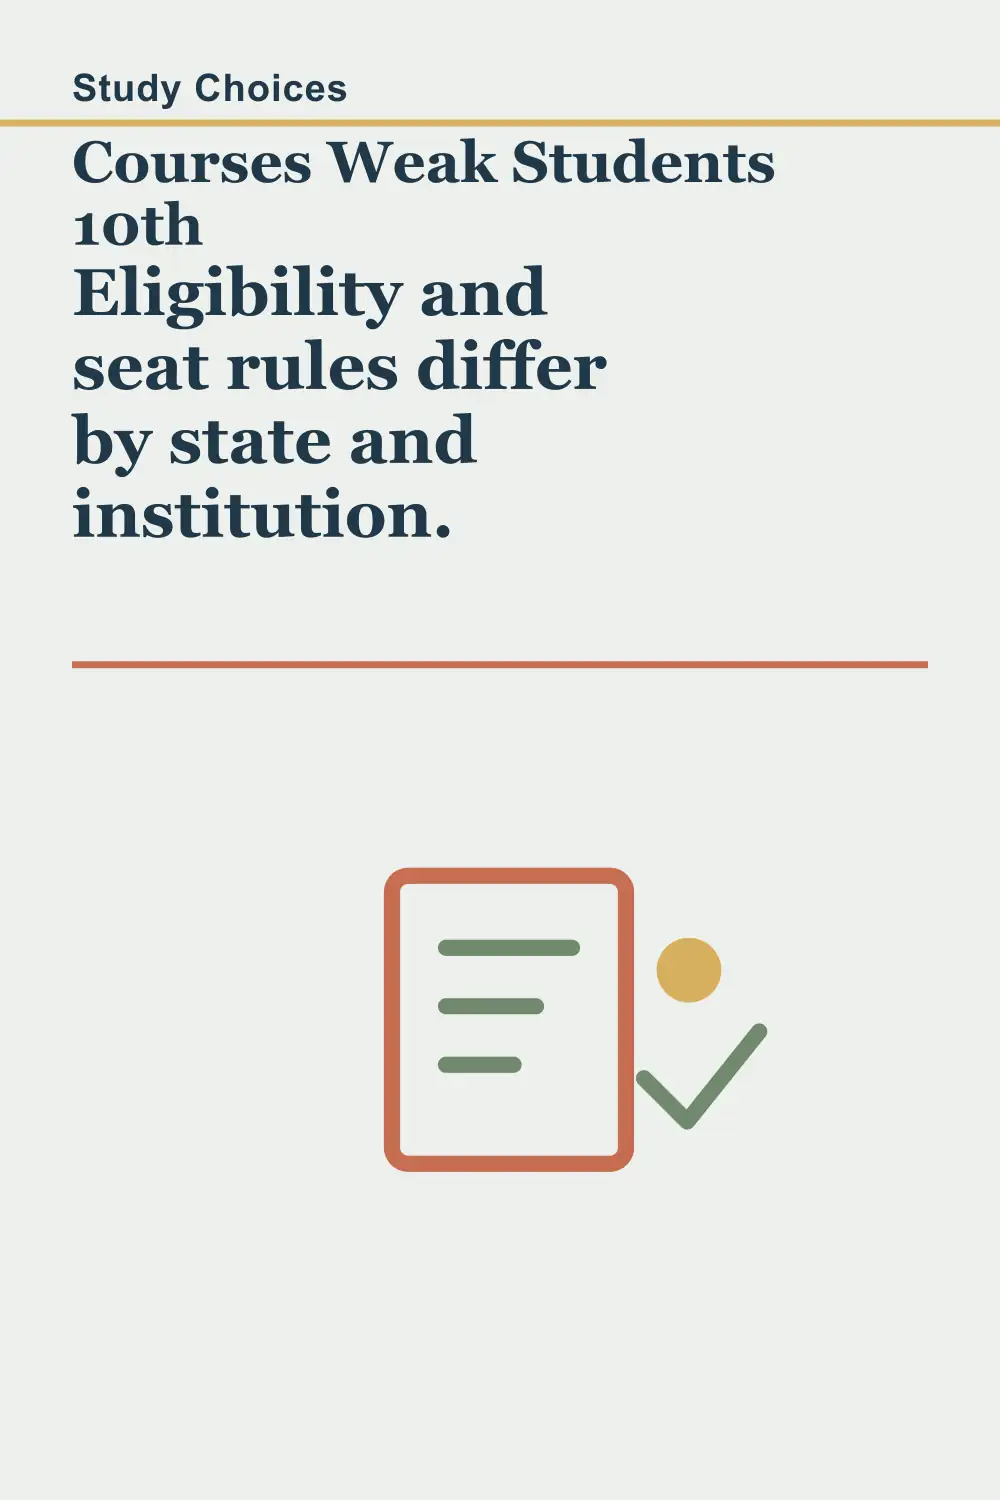 Study Choices
Courses Weak Students
10th
Eligibility and
seat rules differ
by state and
institution.